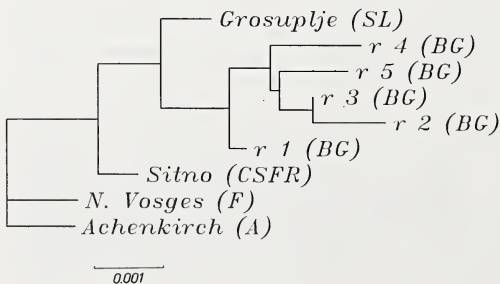 Grosuplje (SL)
r 4 (BG)
r 5 (BG)
r 3 (BG)
r 2 (BG)
r 1 (BG)
Sitno (CSFR)
N. Vosges (F)
Achenkirch (A)
0.001